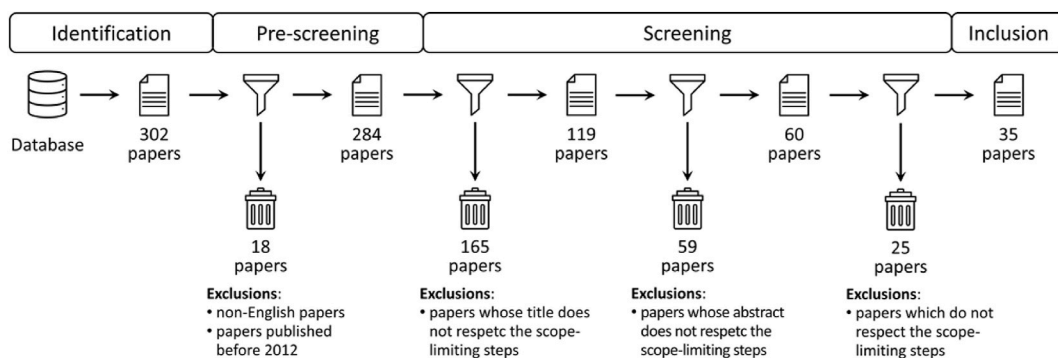 Identification
Pre-screening
Screening
Inclusion
Database
302
papers
284
papers
119
papers
60
papers
35
papers
18
papers
165
papers
59
papers
25
papers
Exclusions:
• non-English papers
• papers published
before 2012
Exclusions:
• papers whose title does
not respetc the scope-
limiting steps
Exclusions:
• papers whose abstract
does not respetc the
scope-limiting steps
Exclusions:
• papers which do not
respect the scope-
limiting steps